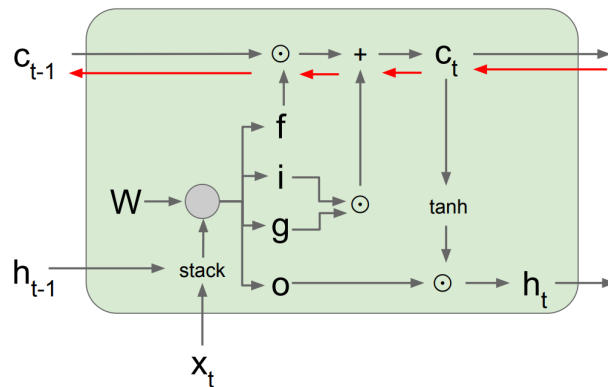 c_{t-1} ⊙ + c_t
f
W i
g ⊙ tanh
h_{t-1} stack
o ⊙ h_t
x_t